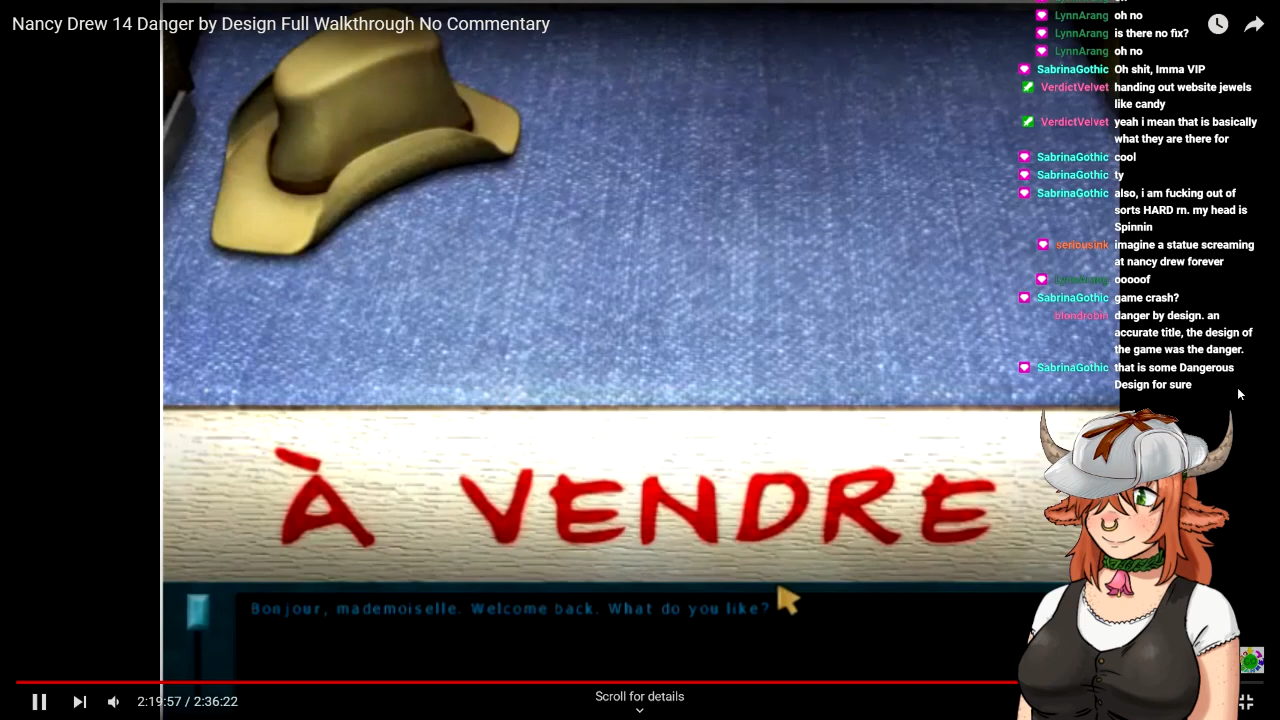 Nancy Drew 14 Danger by Design Full Walkthrough No Commentary
LynnArang oh no
LynnArang is there no fix?
LynnArang oh no
SabrinaGothic Oh shit, Imma VIP
VerdictVelvet handing out website jewels
like candy
VerdictVelvet yeah i mean that is basically
what they are there for
SabrinaGothic cool
SabrinaGothic ty
SabrinaGothic also, i am fucking out of
sorts HARD rn. my head is
Spinnin
seriousink imagine a statue screaming
at nancy drew forever
LynnArang ooooof
SabrinaGothic game crash?
blondrobin danger by design. an
accurate title, the design of
the game was the danger.
SabrinaGothic that is some Dangerous
Design for sure
À VENDRE
Bonjour, mademoiselle. Welcome back. What do you like?
2:19:57 / 2:36:22
Scroll for details